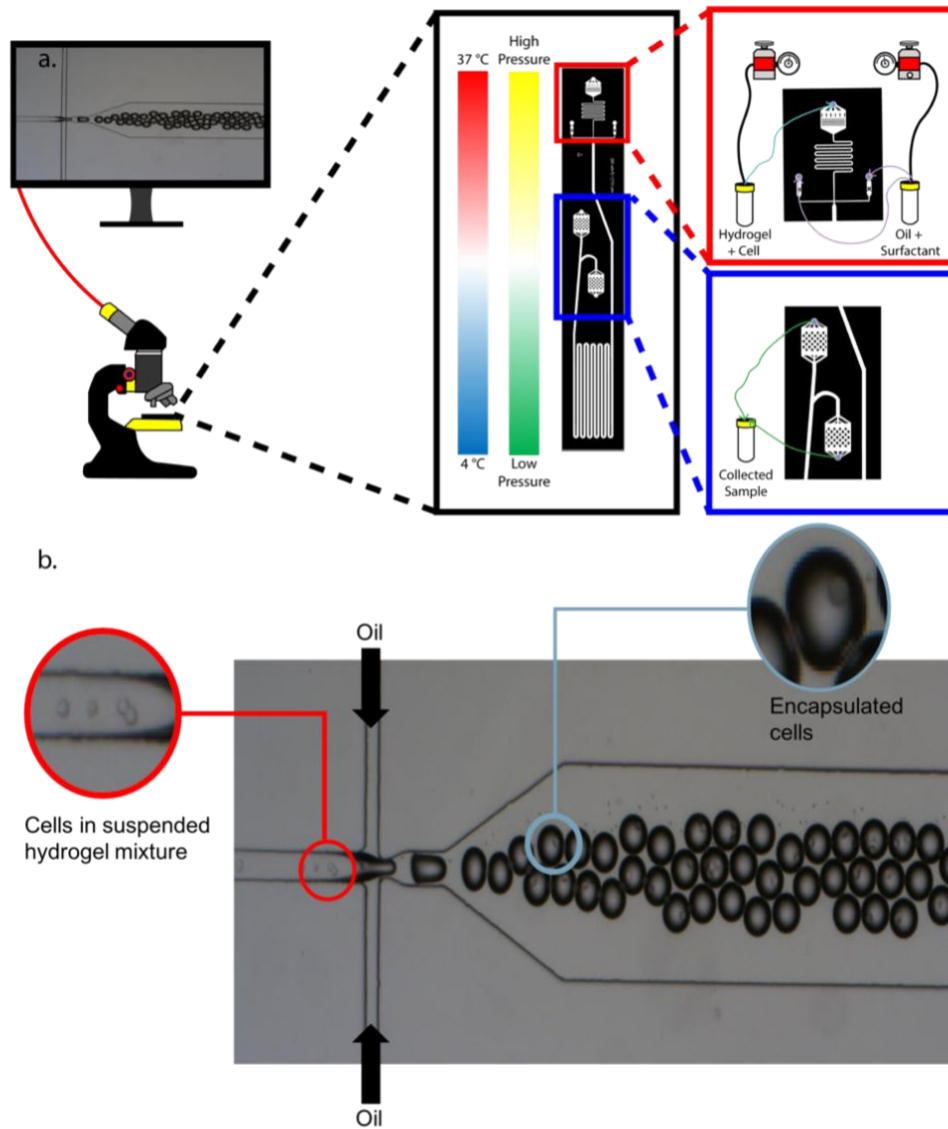 a.
37 °C
High
Pressure
4 °C
Low
Pressure
Hydrogel
+ Cell
Oil +
Surfactant
Collected
Sample
b.
Oil
Cells in suspended
hydrogel mixture
Encapsulated
cells
Oil